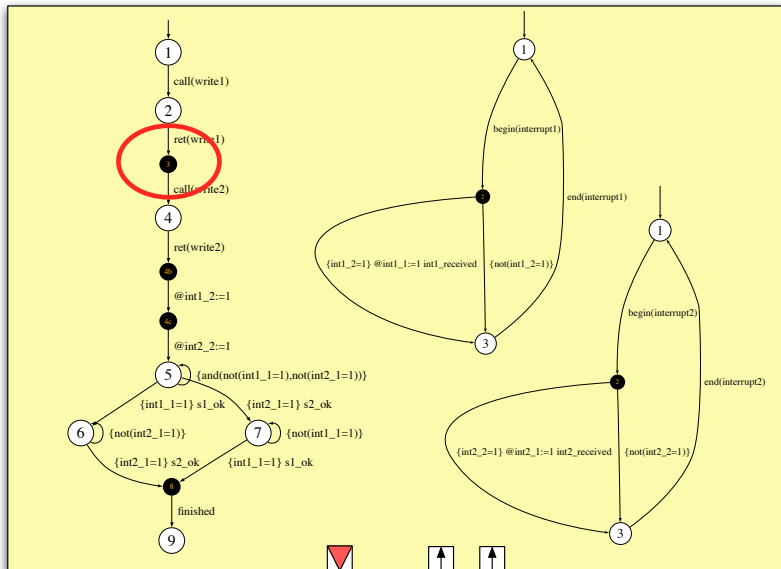 1
call(write1)
2
ret(write1)
3
call(write2)
4
ret(write2)
4b
@int1_2:=1
4c
@int2_2:=1
5
{and(not(int1_1=1),not(int2_1=1))}
{int1_1=1} s1_ok
{int2_1=1} s2_ok
6
{not(int2_1=1)}
7
{not(int1_1=1)}
{int2_1=1} s2_ok
{int1_1=1} s1_ok
8
finished
9
1
begin(interrupt1)
2
end(interrupt1)
{int1_2=1} @int1_1:=1 int1_received
{not(int1_2=1)}
3
1
begin(interrupt2)
2
end(interrupt2)
{int2_2=1} @int2_1:=1 int2_received
{not(int2_2=1)}
3